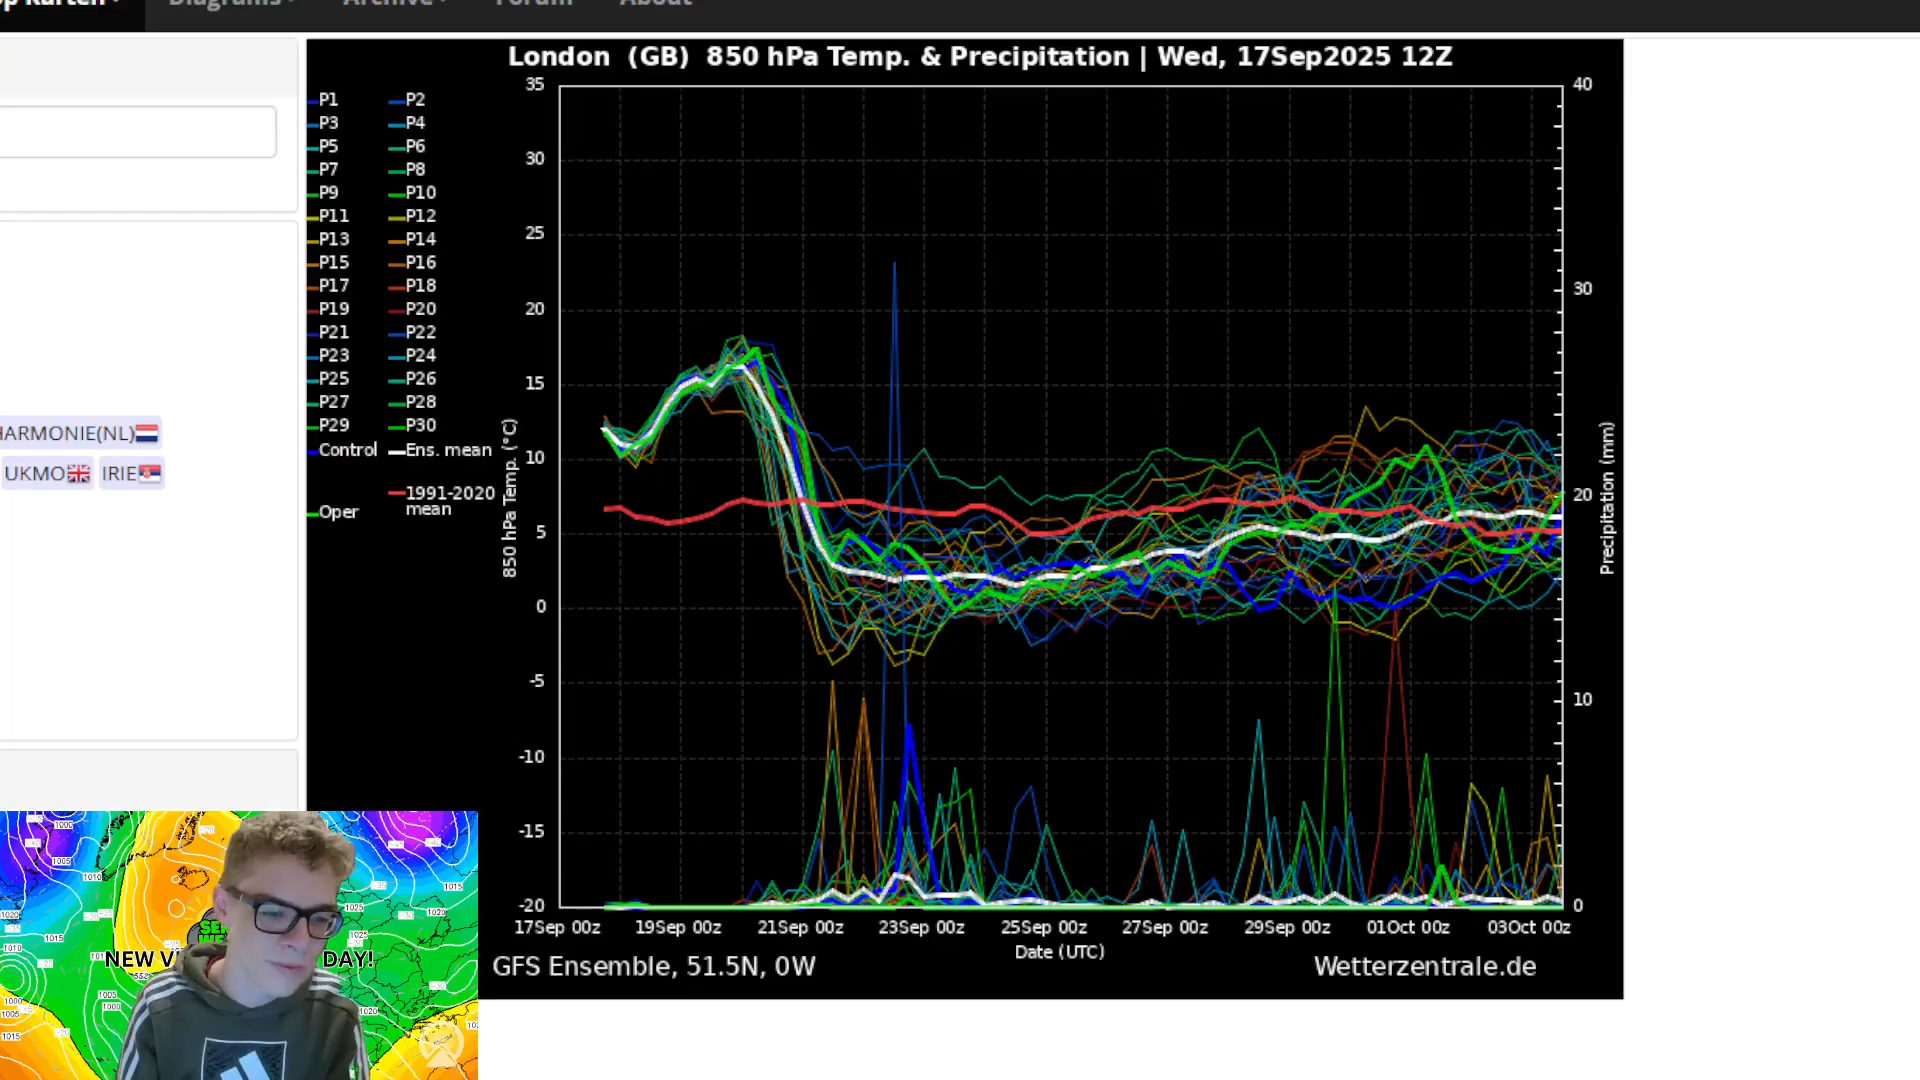 Diagrams
Archive
Forum
About
London (GB) 850 hPa Temp. & Precipitation | Wed, 17Sep2025 12Z
P1 P2
P3 P4
P5 P6
P7 P8
P9 P10
P11 P12
P13 P14
P15 P16
P17 P18
P19 P20
P21 P22
P23 P24
P25 P26
P27 P28
P29 P30
Control Ens. mean
1991-2020
mean
Oper
35
30
25
20
15
10
5
0
-5
-10
-15
-20
850 hPa Temp. (°C)
40
30
20
10
0
Precipitation (mm)
17Sep 00z 19Sep 00z 21Sep 00z 23Sep 00z 25Sep 00z 27Sep 00z 29Sep 00z 01Oct 00z 03Oct 00z
Date (UTC)
GFS Ensemble, 51.5N, 0W
Wetterzentrale.de
HARMONIE(NL)
UKMO IRIE
NEW V DAY!